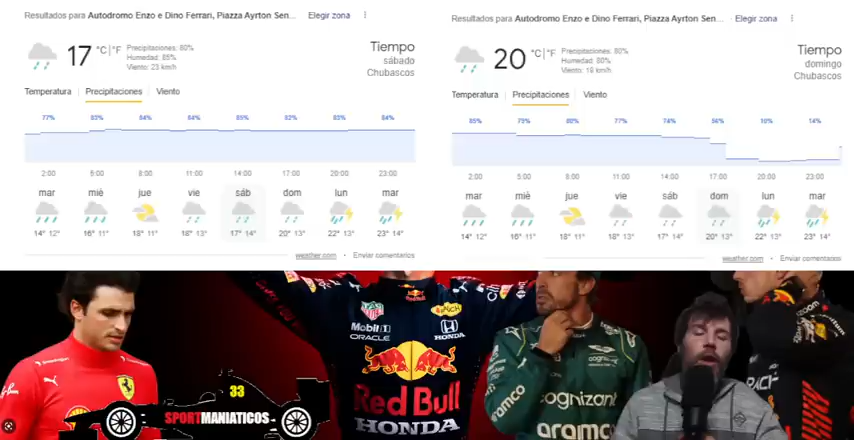 Resultados para Autodromo Enzo e Dino Ferrari, Piazza Ayrton Sen... Elegir zona
17 °C|°F
Precipitaciones: 80%
Humedad: 85%
Viento: 23 km/h
Tiempo
sábado
Chubascos
Temperatura Precipitaciones Viento
77% 83% 84% 84% 85% 82% 83% 84%
2:00 5:00 8:00 11:00 14:00 17:00 20:00 23:00
mar mié jue vie sáb dom lun mar
14° 12° 16° 11° 18° 11° 18° 13° 17° 14° 20° 13° 22° 13° 23° 14°
weather.com • Enviar comentarios
Resultados para Autodromo Enzo e Dino Ferrari, Piazza Ayrton Sen... Elegir zona
20 °C|°F
Precipitaciones: 80%
Humedad: 80%
Viento: 19 km/h
Tiempo
domingo
Chubascos
Temperatura Precipitaciones Viento
85% 79% 80% 77% 74% 56% 10% 14%
2:00 5:00 8:00 11:00 14:00 17:00 20:00 23:00
mar mié jue vie sáb dom lun mar
14° 12° 16° 11° 18° 11° 18° 13° 17° 14° 20° 13° 22° 13° 23° 14°
weather.com • Enviar comentarios
33
SPORTMANIATICOS
TAG Heuer
Mobil 1
ORACLE
HONDA
Red Bull
HONDA
cognizant
aramco
cognizant
aramco